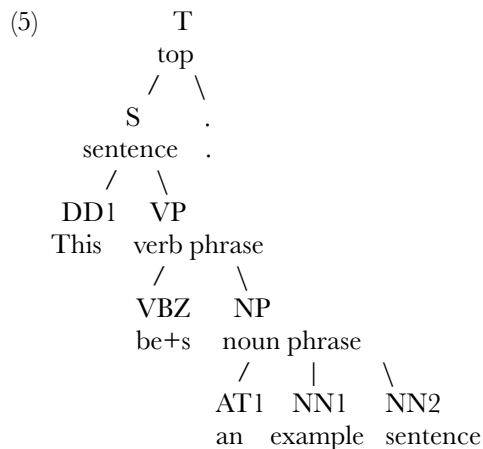 (5) T
top
/ \
S .
sentence .
/ \
DD1 VP
This verb phrase
/ \
VBZ NP
be+s noun phrase
/ | \
AT1 NN1 NN2
an example sentence